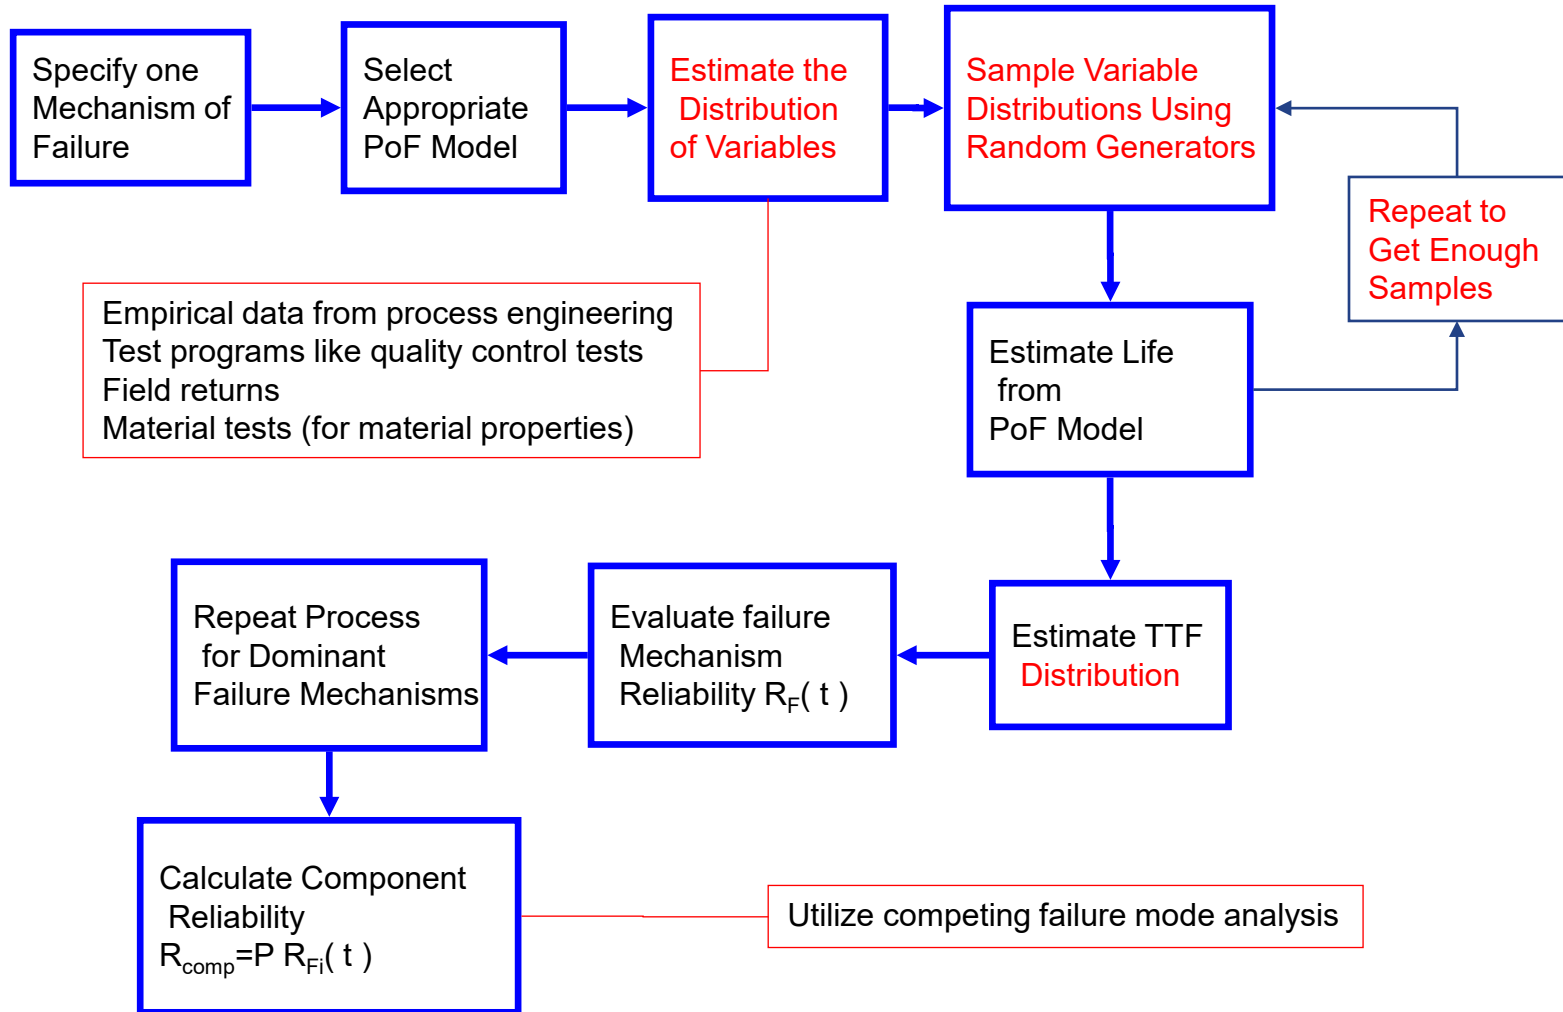 Specify one
Mechanism of
Failure
Select
Appropriate
PoF Model
Estimate the
Distribution
of Variables
Sample Variable
Distributions Using
Random Generators
Repeat to
Get Enough
Samples
Empirical data from process engineering
Test programs like quality control tests
Field returns
Material tests (for material properties)
Estimate Life
from
PoF Model
Estimate TTF
Distribution
Evaluate failure
Mechanism
Reliability R_F( t )
Repeat Process
for Dominant
Failure Mechanisms
Calculate Component
Reliability
R_comp=P R_Fi( t )
Utilize competing failure mode analysis